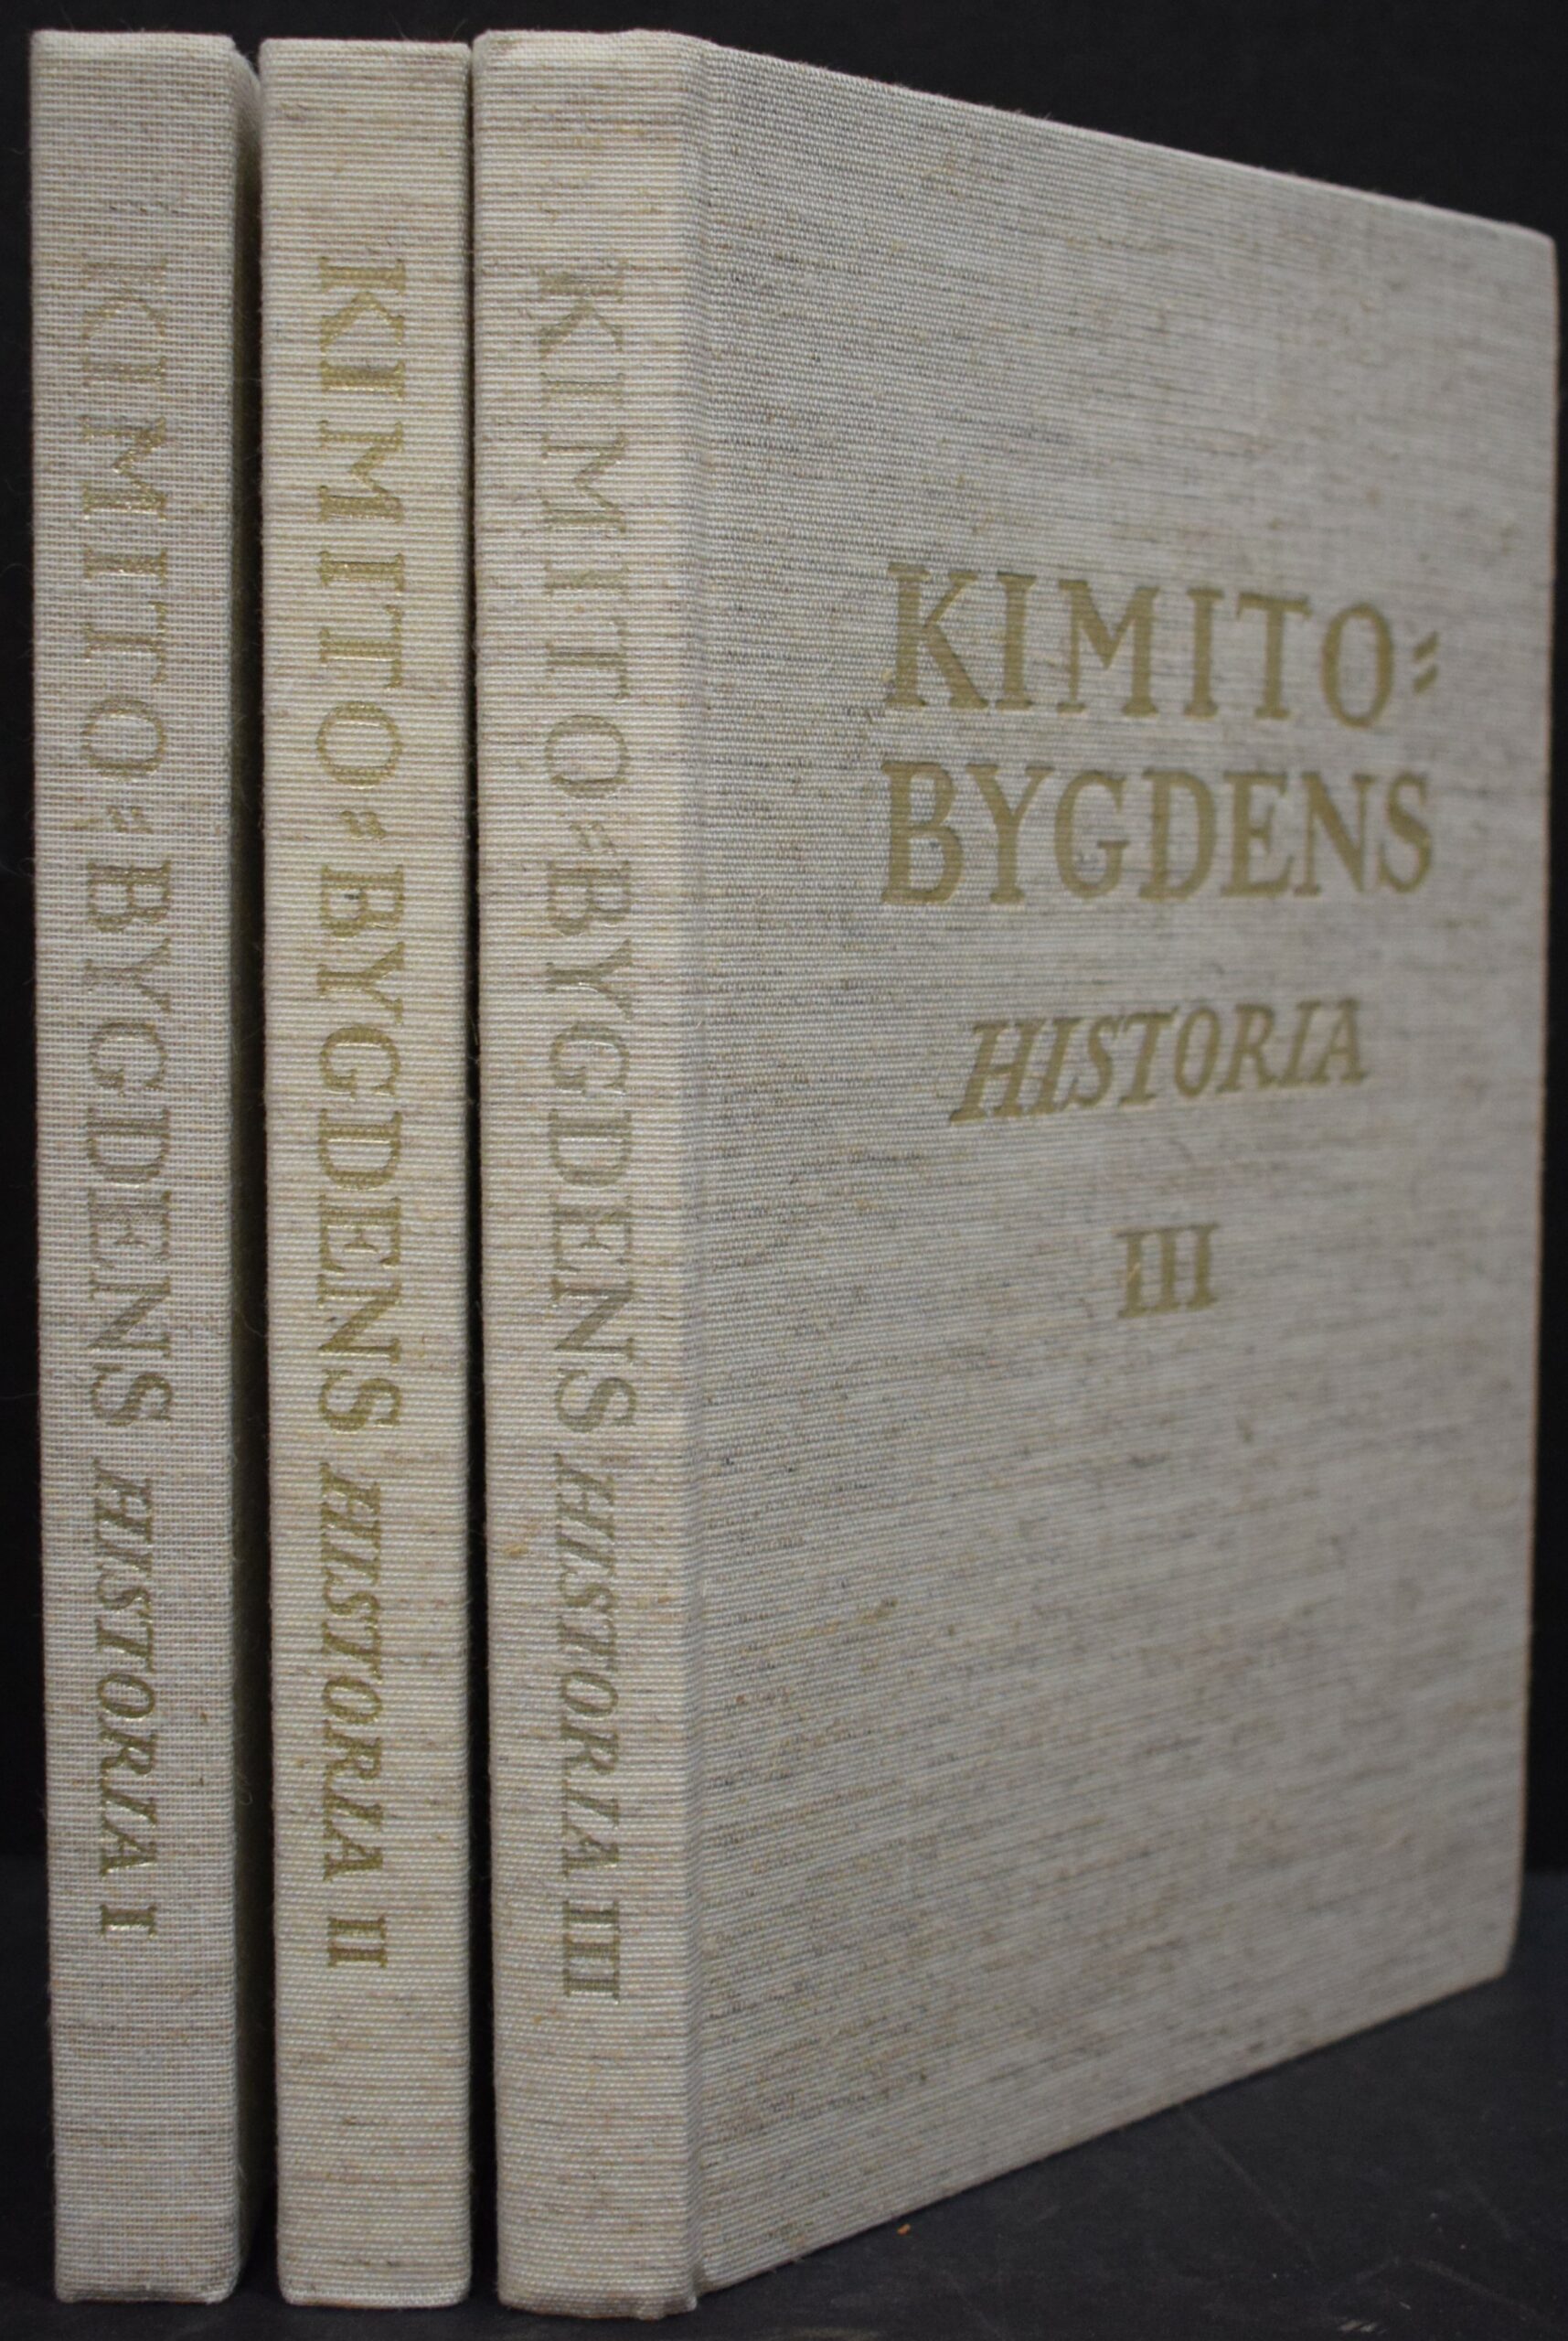 KIMITO=BYGDENS HISTORIA I
KIMITO=BYGDENS HISTORIA II
KIMITO=BYGDENS HISTORIA III
KIMITO=
BYGDENS
HISTORIA
III